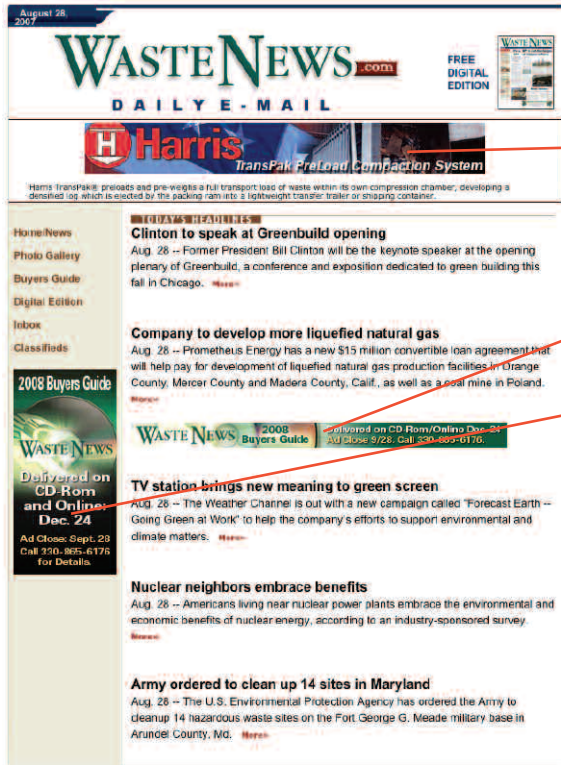 August 28,
2007
WASTE NEWS .com
DAILY E-MAIL
FREE
DIGITAL
EDITION
WASTE NEWS
H Harris
TransPak PreLoad Compaction System
Harris TransPak® preloads and pre-weighs a full transport load of waste within its own compression chamber, developing a
densified log which is ejected by the packing ram into a lightweight transfer trailer or shipping container.
Home/News
Photo Gallery
Buyers Guide
Digital Edition
Inbox
Classifieds
2008 Buyers Guide
WASTE NEWS
Delivered on
CD-Rom
and Online:
Dec. 24
Ad Close: Sept. 28
Call 330-865-6176
for Details.
TODAY'S HEADLINES
Clinton to speak at Greenbuild opening
Aug. 28 -- Former President Bill Clinton will be the keynote speaker at the opening
plenary of Greenbuild, a conference and exposition dedicated to green building this
fall in Chicago. More»
Company to develop more liquefied natural gas
Aug. 28 -- Prometheus Energy has a new $15 million convertible loan agreement that
will help pay for development of liquefied natural gas production facilities in Orange
County, Mercer County and Madera County, Calif., as well as a coal mine in Poland.
More»
WASTE NEWS 2008 Buyers Guide Delivered on CD-Rom/Online Dec. 24
Ad Close 9/28. Call 330-865-6176.
TV station brings new meaning to green screen
Aug. 28 -- The Weather Channel is out with a new campaign called "Forecast Earth --
Going Green at Work" to help the company's efforts to support environmental and
climate matters. More»
Nuclear neighbors embrace benefits
Aug. 28 -- Americans living near nuclear power plants embrace the environmental and
economic benefits of nuclear energy, according to an industry-sponsored survey.
More»
Army ordered to clean up 14 sites in Maryland
Aug. 28 -- The U.S. Environmental Protection Agency has ordered the Army to
cleanup 14 hazardous waste sites on the Fort George G. Meade military base in
Arundel County, Md. More»